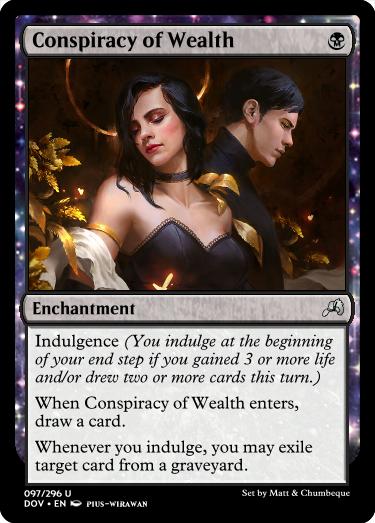 Conspiracy of Wealth
Enchantment
Indulgence (You indulge at the beginning
of your end step if you gained 3 or more life
and/or drew two or more cards this turn.)
When Conspiracy of Wealth enters,
draw a card.
Whenever you indulge, you may exile
target card from a graveyard.
097/296 U
DOV • EN PIUS-WIRAWAN
Set by Matt & Chumbeque